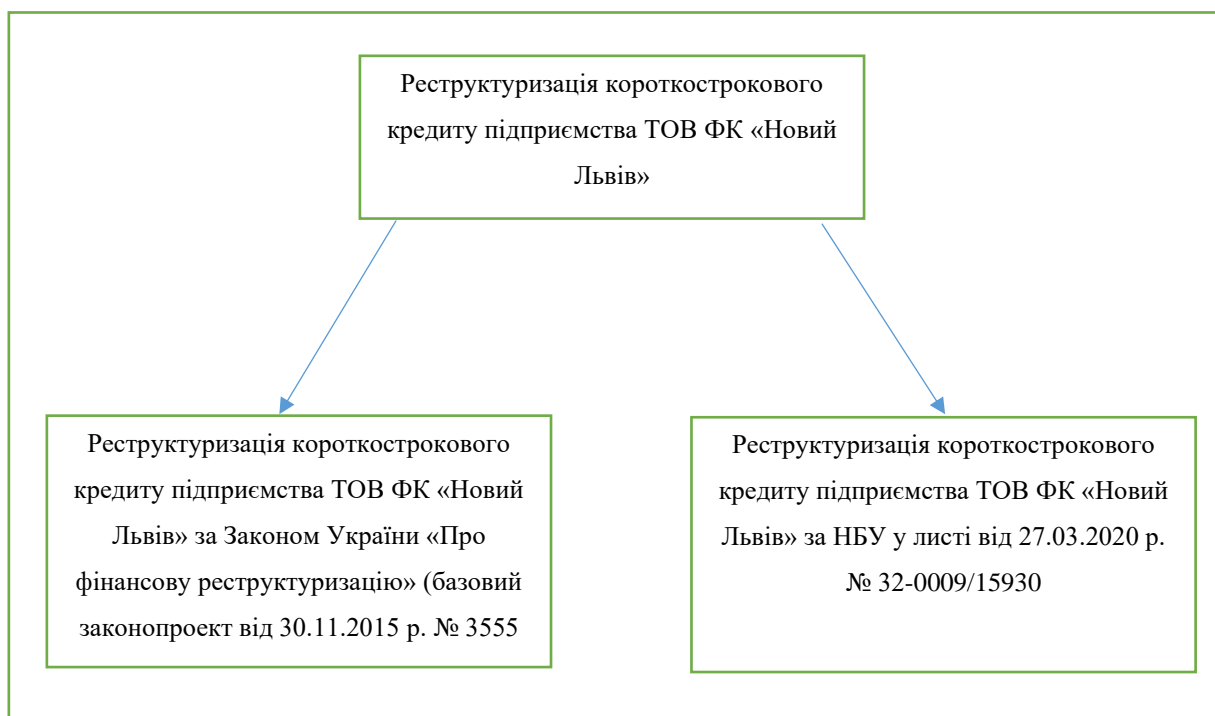 Реструктуризація короткострокового
кредиту підприємства ТОВ ФК «Новий
Львів»
Реструктуризація короткострокового
кредиту підприємства ТОВ ФК «Новий
Львів» за Законом України «Про
фінансову реструктуризацію» (базовий
законопроект від 30.11.2015 р. № 3555
Реструктуризація короткострокового
кредиту підприємства ТОВ ФК «Новий
Львів» за НБУ у листі від 27.03.2020 р.
№ 32-0009/15930